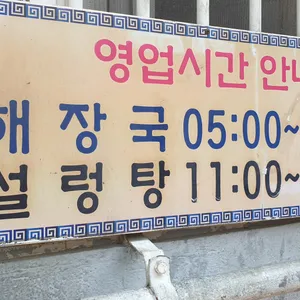 영업시간 안내
해장국 05:00~
설렁탕 11:00~